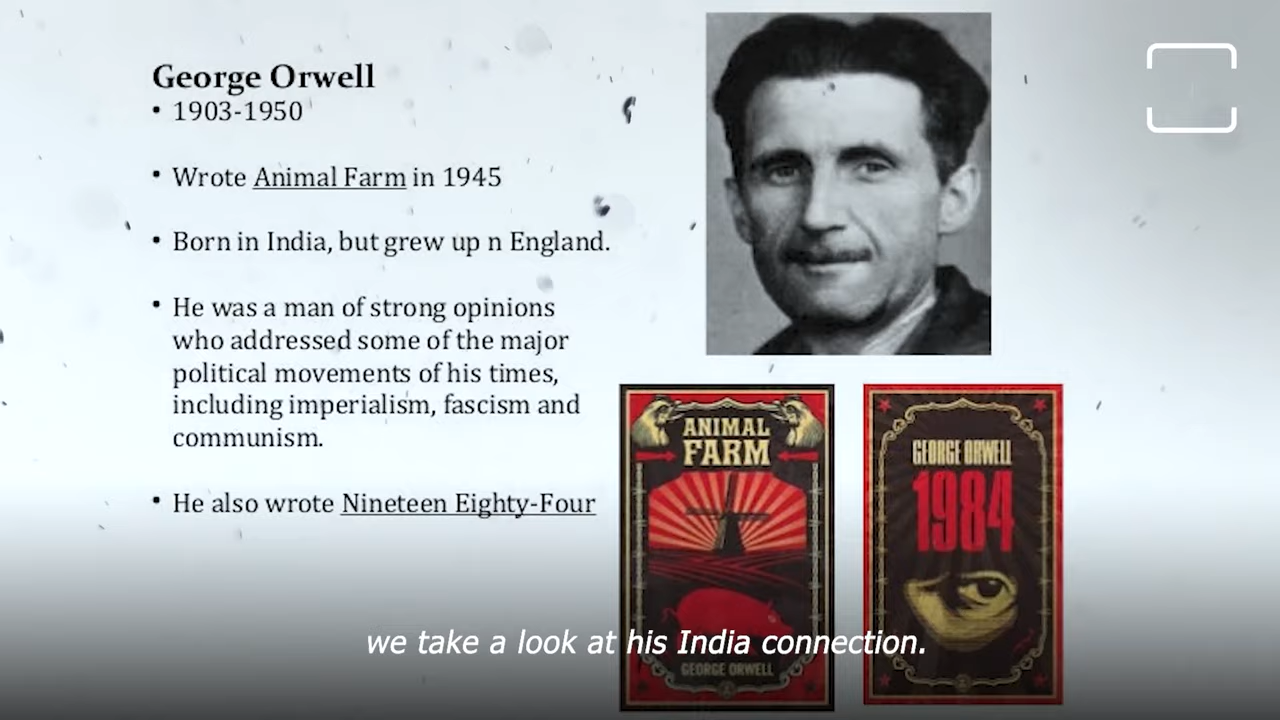 George Orwell
• 1903-1950
• Wrote Animal Farm in 1945
• Born in India, but grew up n England.
• He was a man of strong opinions
who addressed some of the major
political movements of his times,
including imperialism, fascism and
communism.
• He also wrote Nineteen Eighty-Four
ANIMAL
FARM
GEORGE ORWELL
GEORGE ORWELL
1984
we take a look at his India connection.